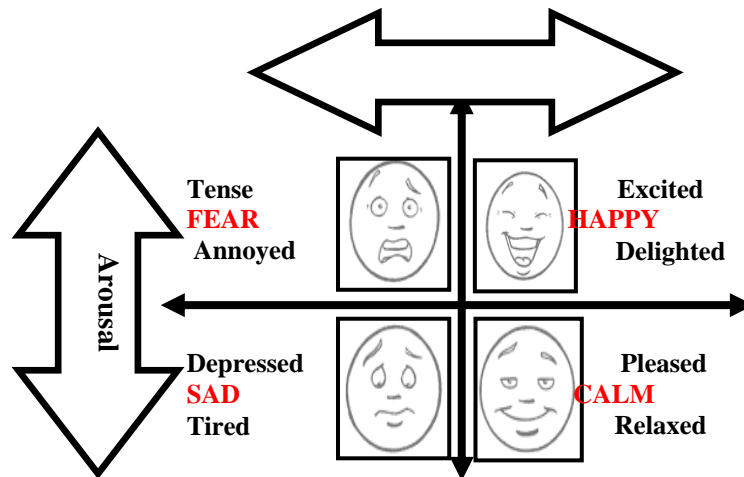 Tense
FEAR
Annoyed
Excited
HAPPY
Delighted
Arousal
Depressed
SAD
Tired
Pleased
CALM
Relaxed